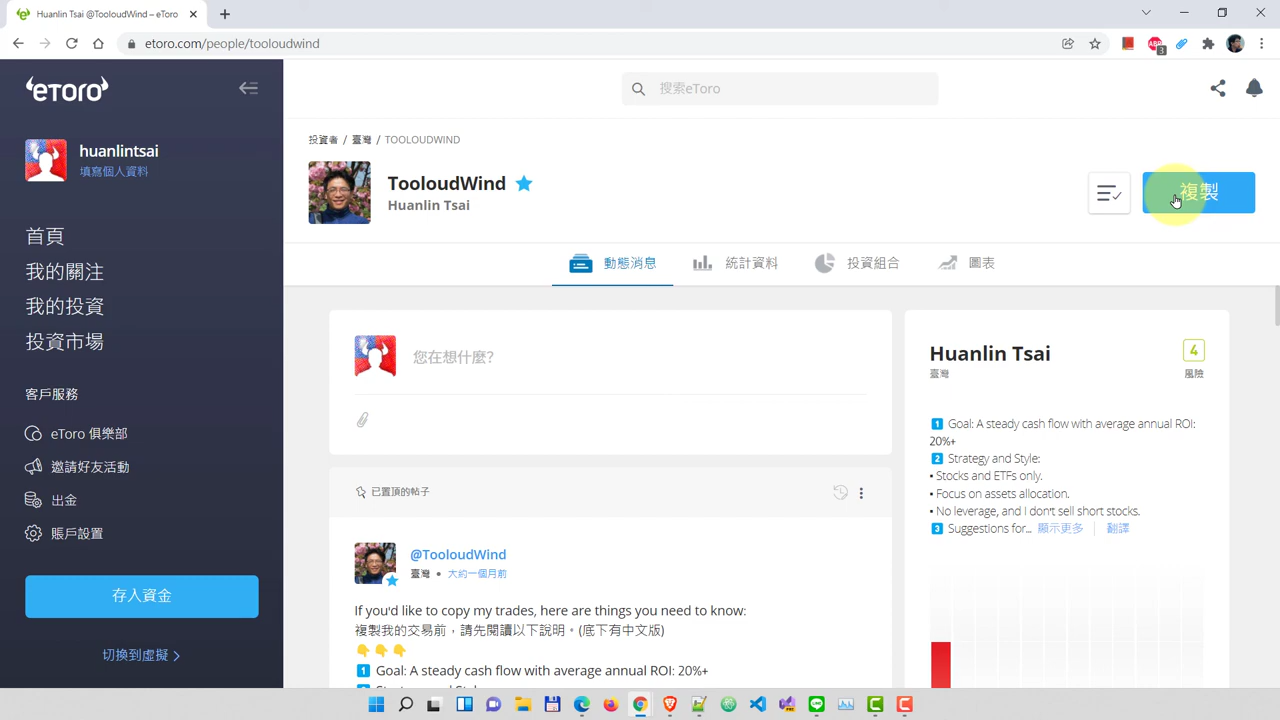 Huanlin Tsai @TooloudWind – eToro
etoro.com/people/tooloudwind
ABP
3
eToro
搜索eToro
huanlintsai
填寫個人資料
首頁
我的關注
我的投資
投資市場
客戶服務
eToro 俱樂部
邀請好友活動
出金
賬戶設置
存入資金
切換到虛擬
投資者 / 臺灣 / TOOLOUDWIND
TooloudWind
Huanlin Tsai
複製
動態消息
統計資料
投資組合
圖表
您在想什麼?
已置頂的帖子
@TooloudWind
臺灣 • 大約一個月前
If you'd like to copy my trades, here are things you need to know:
複製我的交易前，請先閱讀以下說明。(底下有中文版)
👇👇👇
1️⃣ Goal: A steady cash flow with average annual ROI: 20%+
Huanlin Tsai
臺灣
4
風險
1️⃣ Goal: A steady cash flow with average annual ROI:
20%+
2️⃣ Strategy and Style:
• Stocks and ETFs only.
• Focus on assets allocation.
• No leverage, and I don't sell short stocks.
3️⃣ Suggestions for... 顯示更多 | 翻譯